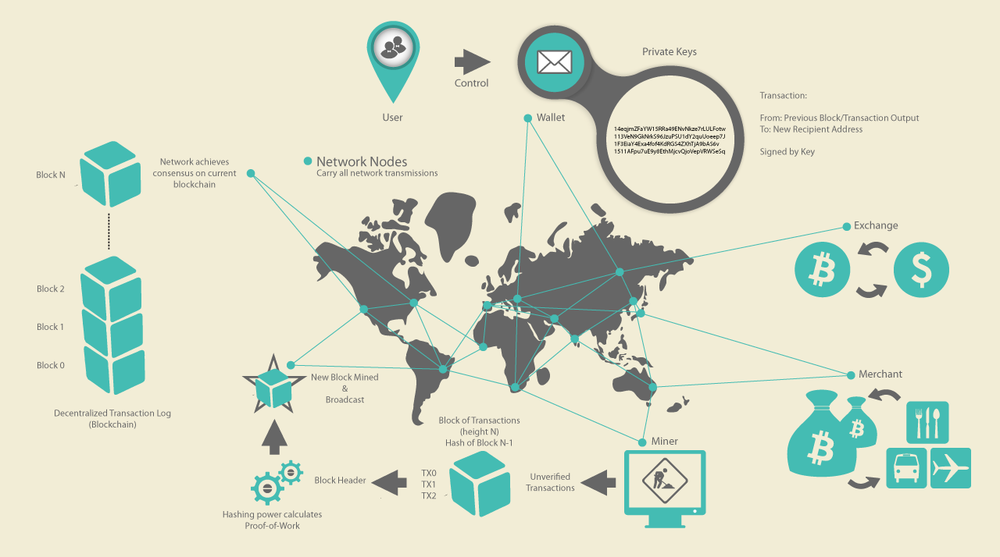 Private Keys
Control
User
Wallet
Transaction:
From: Previous Block/Transaction Output
To: New Recipient Address
Signed by Key
Network Nodes
Carry all network transmissions
Network achieves
consensus on current
blockchain
Block N
Block 2
Block 1
Block 0
Decentralized Transaction Log
(Blockchain)
Exchange
Merchant
New Block Mined
&
Broadcast
Block of Transactions
(height N)
Hash of Block N-1
Miner
Block Header
TX0
TX1
TX2
Unverified
Transactions
Hashing power calculates
Proof-of-Work